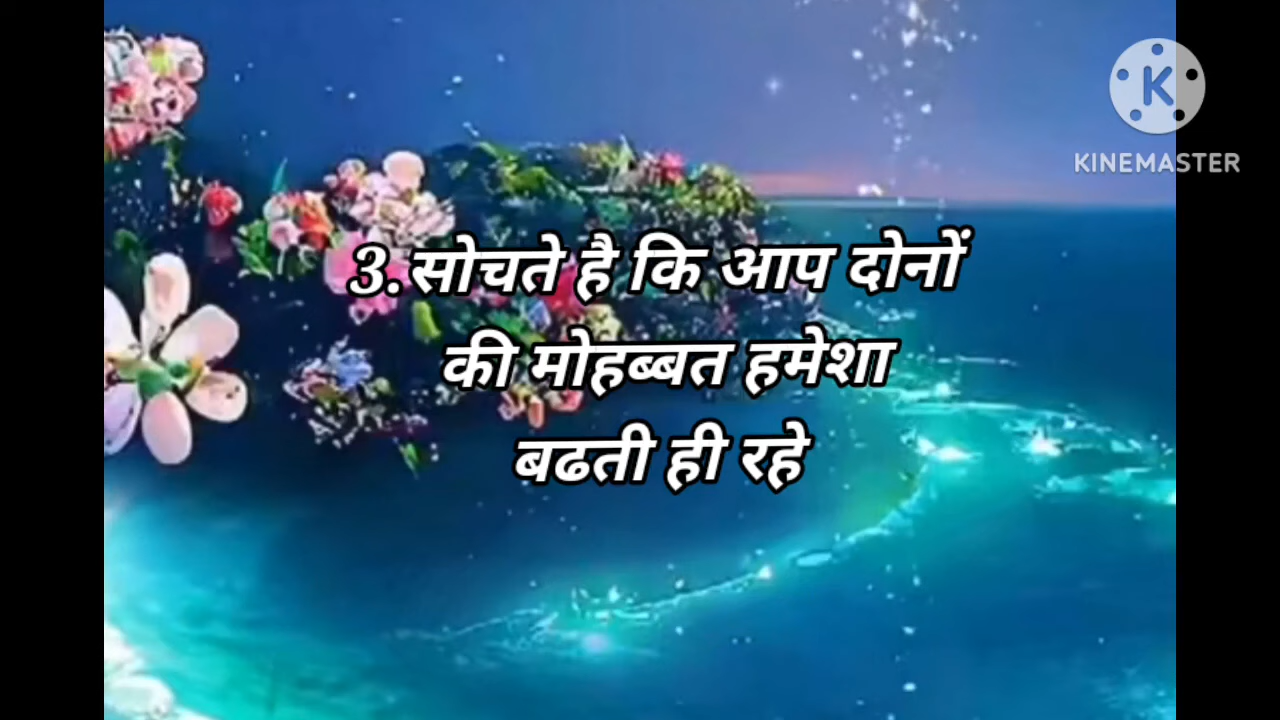 KINEMASTER
3.सोचते है कि आप दोनों
की मोहब्बत हमेशा
बढती ही रहे